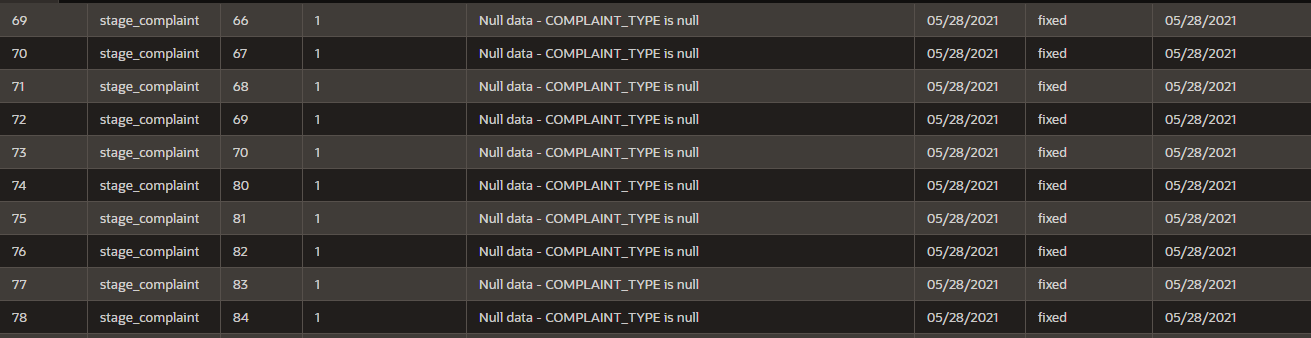 69 stage_complaint 66 1 Null data - COMPLAINT_TYPE is null 05/28/2021 fixed 05/28/2021
70 stage_complaint 67 1 Null data - COMPLAINT_TYPE is null 05/28/2021 fixed 05/28/2021
71 stage_complaint 68 1 Null data - COMPLAINT_TYPE is null 05/28/2021 fixed 05/28/2021
72 stage_complaint 69 1 Null data - COMPLAINT_TYPE is null 05/28/2021 fixed 05/28/2021
73 stage_complaint 70 1 Null data - COMPLAINT_TYPE is null 05/28/2021 fixed 05/28/2021
74 stage_complaint 80 1 Null data - COMPLAINT_TYPE is null 05/28/2021 fixed 05/28/2021
75 stage_complaint 81 1 Null data - COMPLAINT_TYPE is null 05/28/2021 fixed 05/28/2021
76 stage_complaint 82 1 Null data - COMPLAINT_TYPE is null 05/28/2021 fixed 05/28/2021
77 stage_complaint 83 1 Null data - COMPLAINT_TYPE is null 05/28/2021 fixed 05/28/2021
78 stage_complaint 84 1 Null data - COMPLAINT_TYPE is null 05/28/2021 fixed 05/28/2021